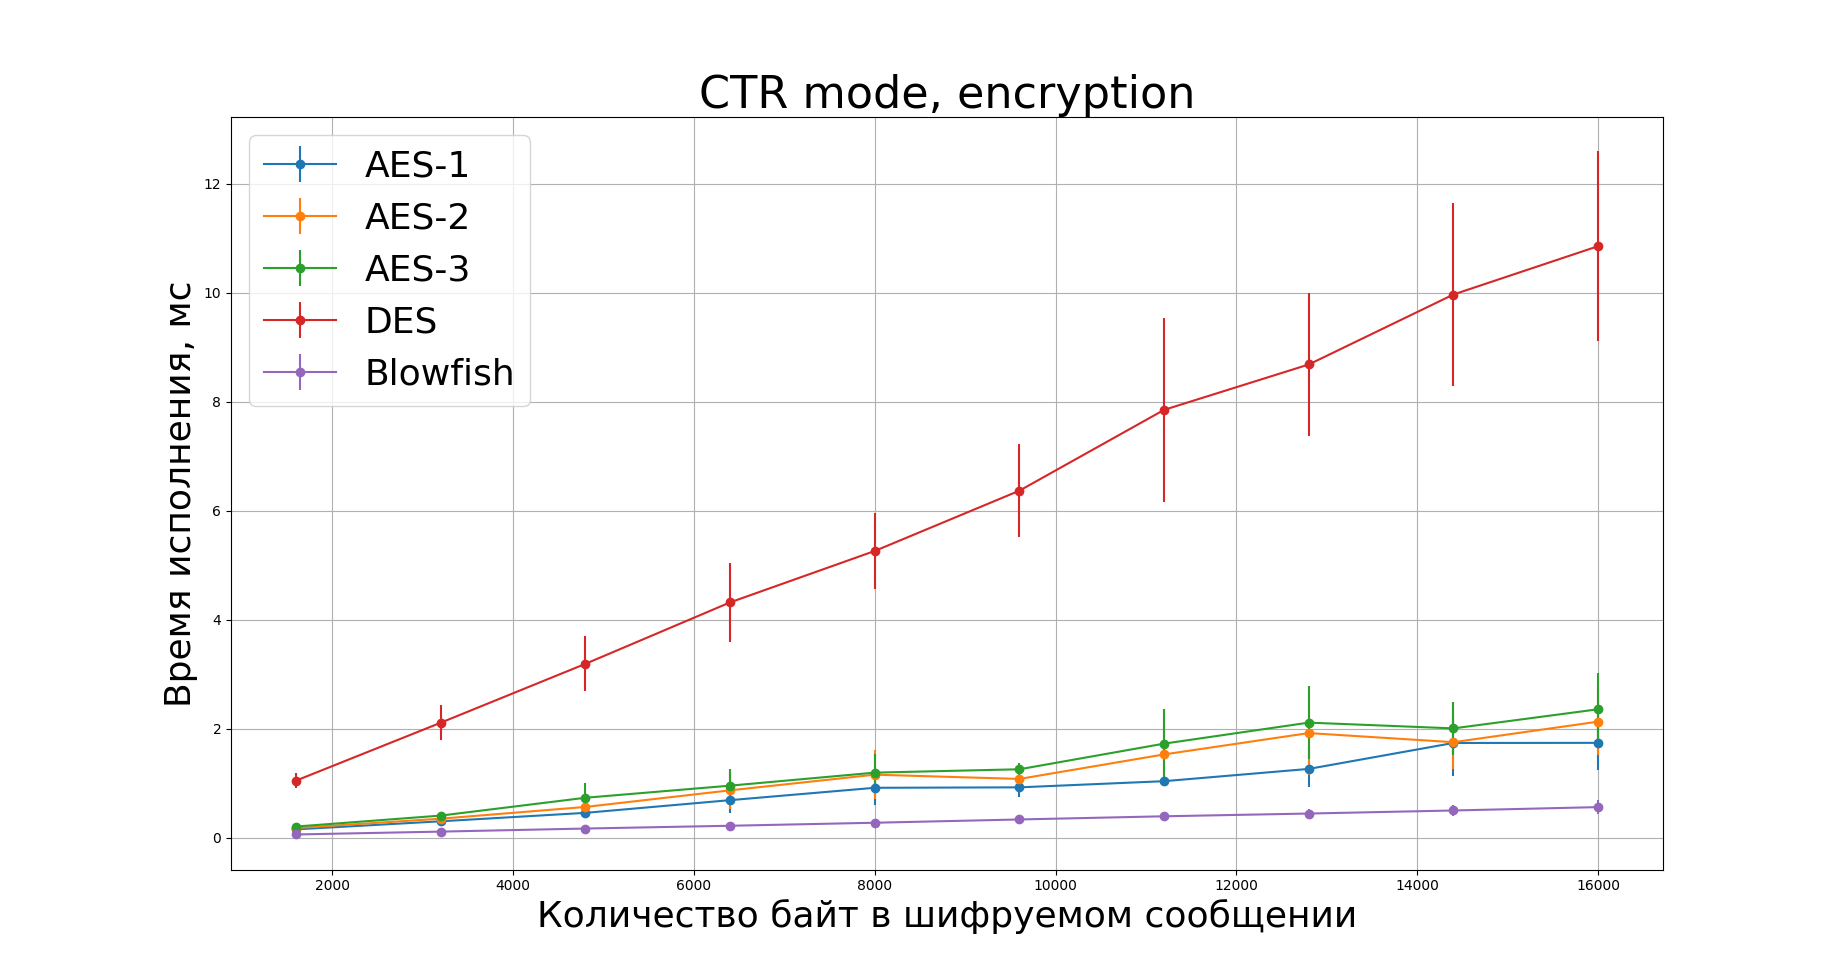 CTR mode, encryption
AES-1
AES-2
AES-3
DES
Blowfish
Время исполнения, мс
12
10
8
6
4
2
0
2000 4000 6000 8000 10000 12000 14000 16000
Количество байт в шифруемом сообщении